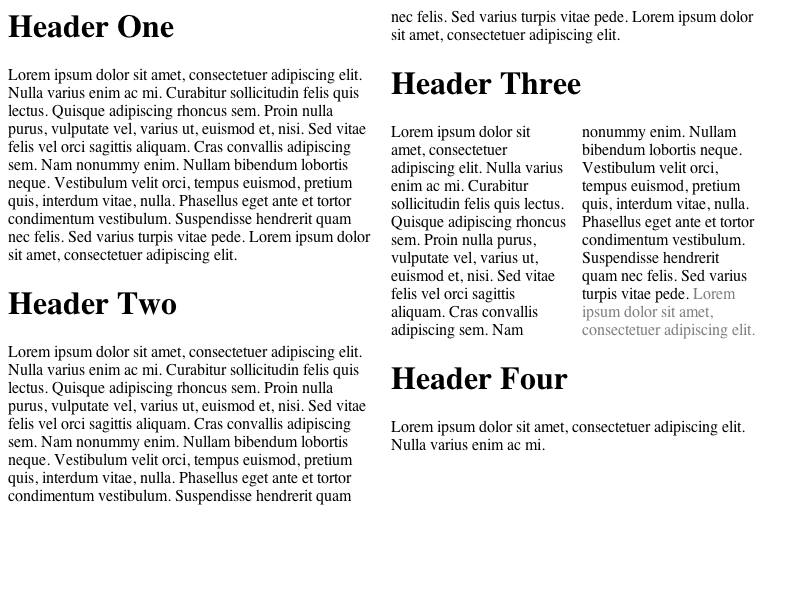 Header One
Lorem ipsum dolor sit amet, consectetuer adipiscing elit.
Nulla varius enim ac mi. Curabitur sollicitudin felis quis
lectus. Quisque adipiscing rhoncus sem. Proin nulla
purus, vulputate vel, varius ut, euismod et, nisi. Sed vitae
felis vel orci sagittis aliquam. Cras convallis adipiscing
sem. Nam nonummy enim. Nullam bibendum lobortis
neque. Vestibulum velit orci, tempus euismod, pretium
quis, interdum vitae, nulla. Phasellus eget ante et tortor
condimentum vestibulum. Suspendisse hendrerit quam
nec felis. Sed varius turpis vitae pede. Lorem ipsum dolor
sit amet, consectetuer adipiscing elit.
Header Two
Lorem ipsum dolor sit amet, consectetuer adipiscing elit.
Nulla varius enim ac mi. Curabitur sollicitudin felis quis
lectus. Quisque adipiscing rhoncus sem. Proin nulla
purus, vulputate vel, varius ut, euismod et, nisi. Sed vitae
felis vel orci sagittis aliquam. Cras convallis adipiscing
sem. Nam nonummy enim. Nullam bibendum lobortis
neque. Vestibulum velit orci, tempus euismod, pretium
quis, interdum vitae, nulla. Phasellus eget ante et tortor
condimentum vestibulum. Suspendisse hendrerit quam
nec felis. Sed varius turpis vitae pede. Lorem ipsum dolor
sit amet, consectetuer adipiscing elit.
Header Three
Lorem ipsum dolor sit
amet, consectetuer
adipiscing elit. Nulla varius
enim ac mi. Curabitur
sollicitudin felis quis lectus.
Quisque adipiscing rhoncus
sem. Proin nulla purus,
vulputate vel, varius ut,
euismod et, nisi. Sed vitae
felis vel orci sagittis
aliquam. Cras convallis
adipiscing sem. Nam
nonummy enim. Nullam
bibendum lobortis neque.
Vestibulum velit orci,
tempus euismod, pretium
quis, interdum vitae, nulla.
Phasellus eget ante et tortor
condimentum vestibulum.
Suspendisse hendrerit
quam nec felis. Sed varius
turpis vitae pede. Lorem
ipsum dolor sit amet,
consectetuer adipiscing elit.
Header Four
Lorem ipsum dolor sit amet, consectetuer adipiscing elit.
Nulla varius enim ac mi.